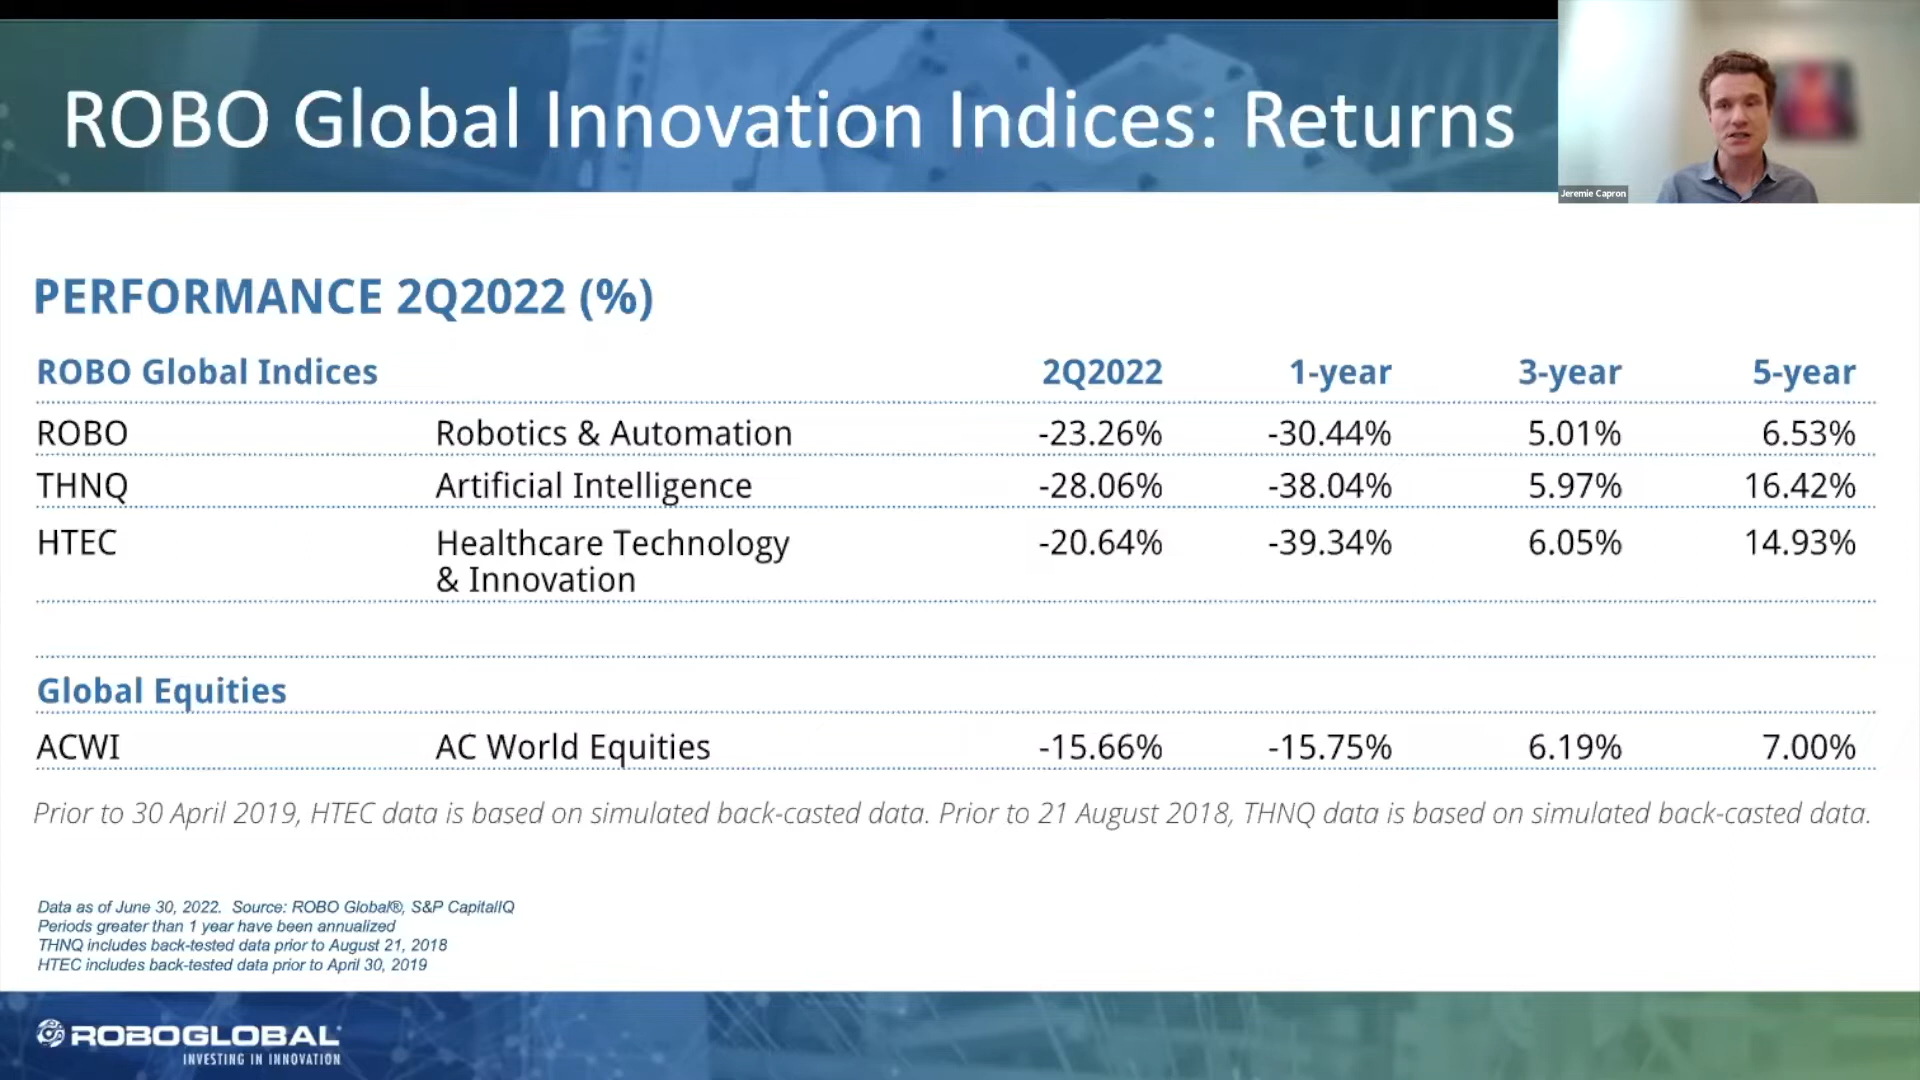 ROBO Global Innovation Indices: Returns
Jeremie Capron
PERFORMANCE 2Q2022 (%)
ROBO Global Indices 2Q2022 1-year 3-year 5-year
ROBO Robotics & Automation -23.26% -30.44% 5.01% 6.53%
THNQ Artificial Intelligence -28.06% -38.04% 5.97% 16.42%
HTEC Healthcare Technology -20.64% -39.34% 6.05% 14.93%
& Innovation
Global Equities
ACWI AC World Equities -15.66% -15.75% 6.19% 7.00%
Prior to 30 April 2019, HTEC data is based on simulated back-casted data. Prior to 21 August 2018, THNQ data is based on simulated back-casted data.
Data as of June 30, 2022. Source: ROBO Global®, S&P CapitalIQ
Periods greater than 1 year have been annualized
THNQ includes back-tested data prior to August 21, 2018
HTEC includes back-tested data prior to April 30, 2019
ROBOGLOBAL
INVESTING IN INNOVATION